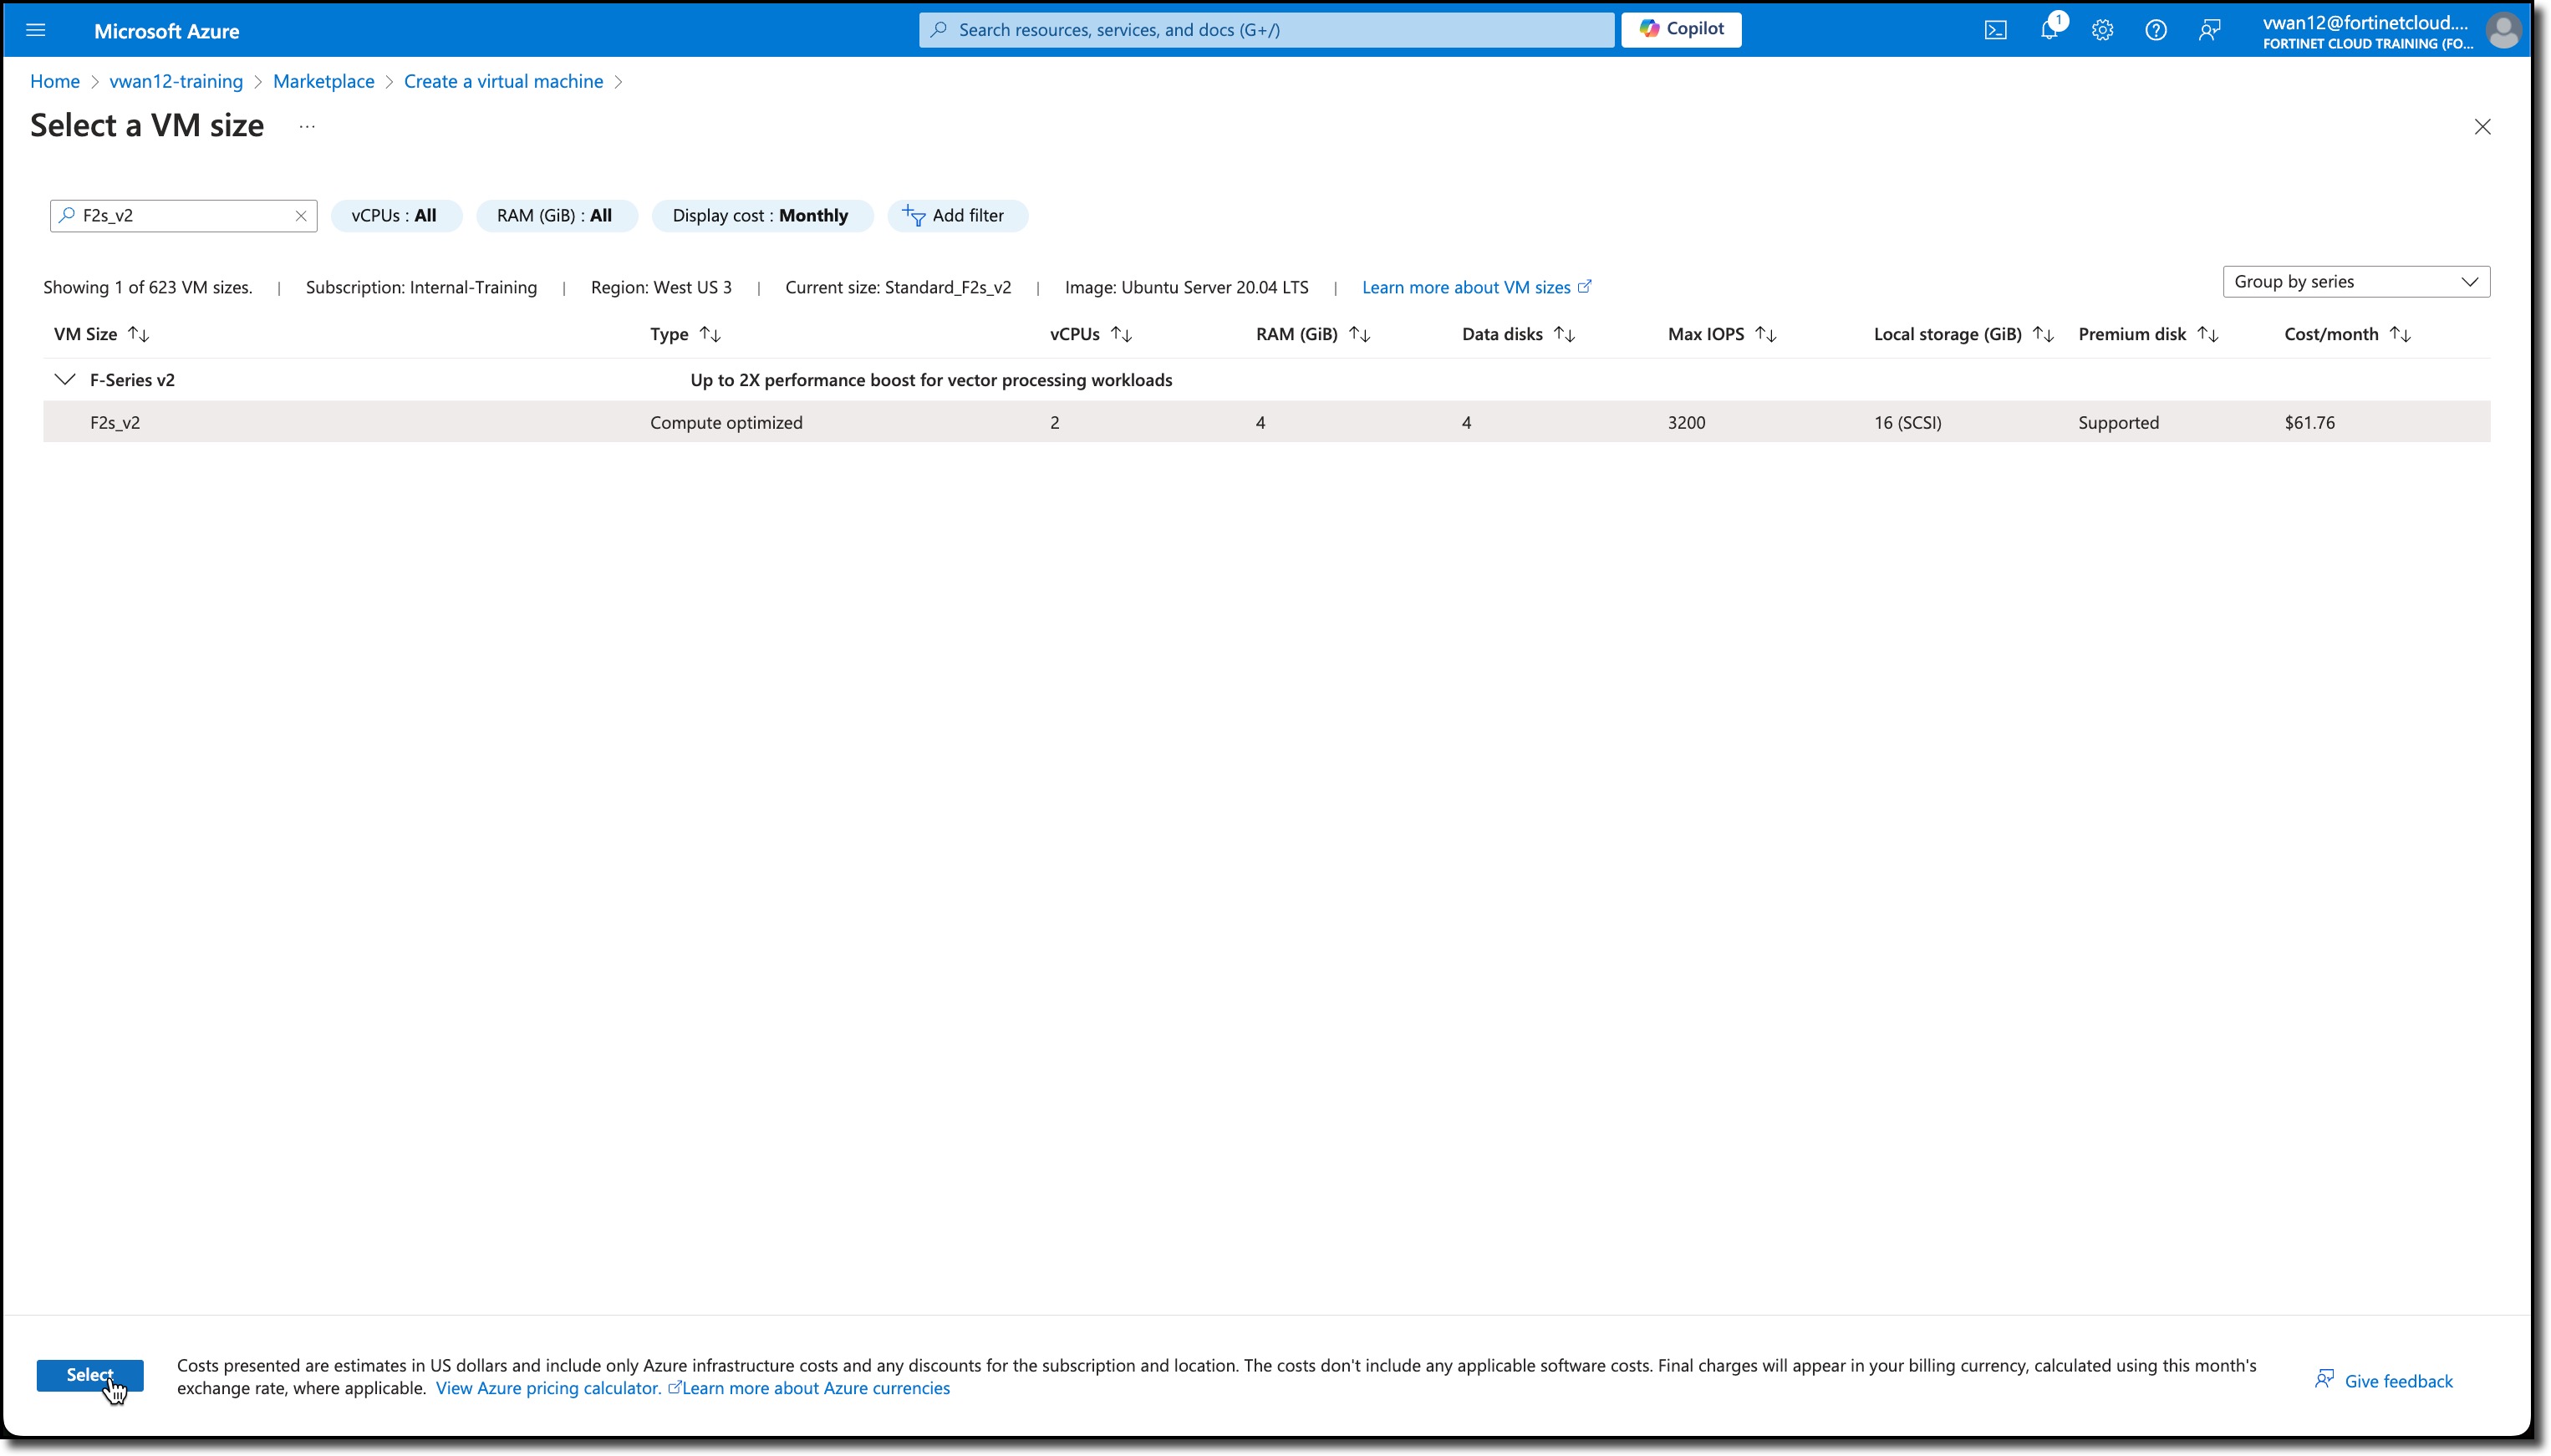 Microsoft Azure
Search resources, services, and docs (G+/)
Copilot
1
vwan12@fortinetcloud....
FORTINET CLOUD TRAINING (FO...
Home > vwan12-training > Marketplace > Create a virtual machine >
Select a VM size ...
F2s_v2
vCPUs : All
RAM (GiB) : All
Display cost : Monthly
Add filter
Showing 1 of 623 VM sizes. | Subscription: Internal-Training | Region: West US 3 | Current size: Standard_F2s_v2 | Image: Ubuntu Server 20.04 LTS | Learn more about VM sizes
Group by series
VM Size Type vCPUs RAM (GiB) Data disks Max IOPS Local storage (GiB) Premium disk Cost/month
F-Series v2 Up to 2X performance boost for vector processing workloads
F2s_v2 Compute optimized 2 4 4 3200 16 (SCSI) Supported $61.76
Select
Costs presented are estimates in US dollars and include only Azure infrastructure costs and any discounts for the subscription and location. The costs don't include any applicable software costs. Final charges will appear in your billing currency, calculated using this month's
exchange rate, where applicable. View Azure pricing calculator. Learn more about Azure currencies
Give feedback